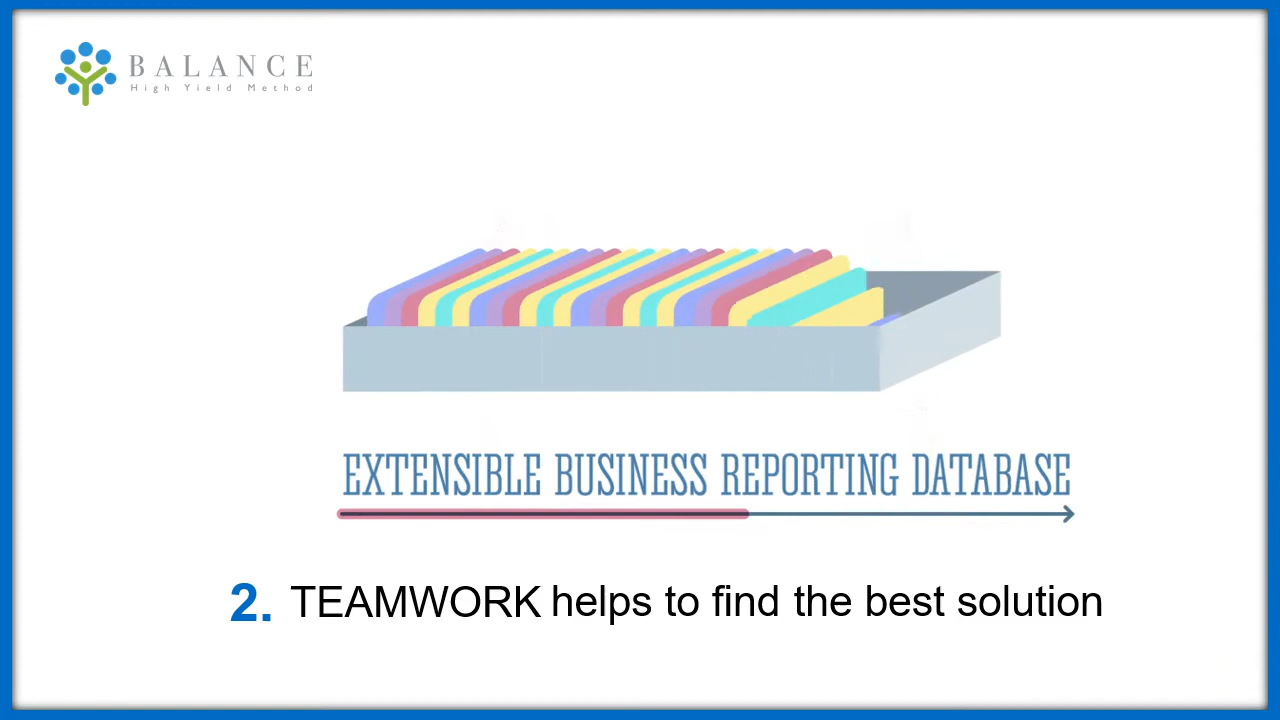 BALANCE
High Yield Method
EXTENSIBLE BUSINESS REPORTING DATABASE
2. TEAMWORK helps to find the best solution